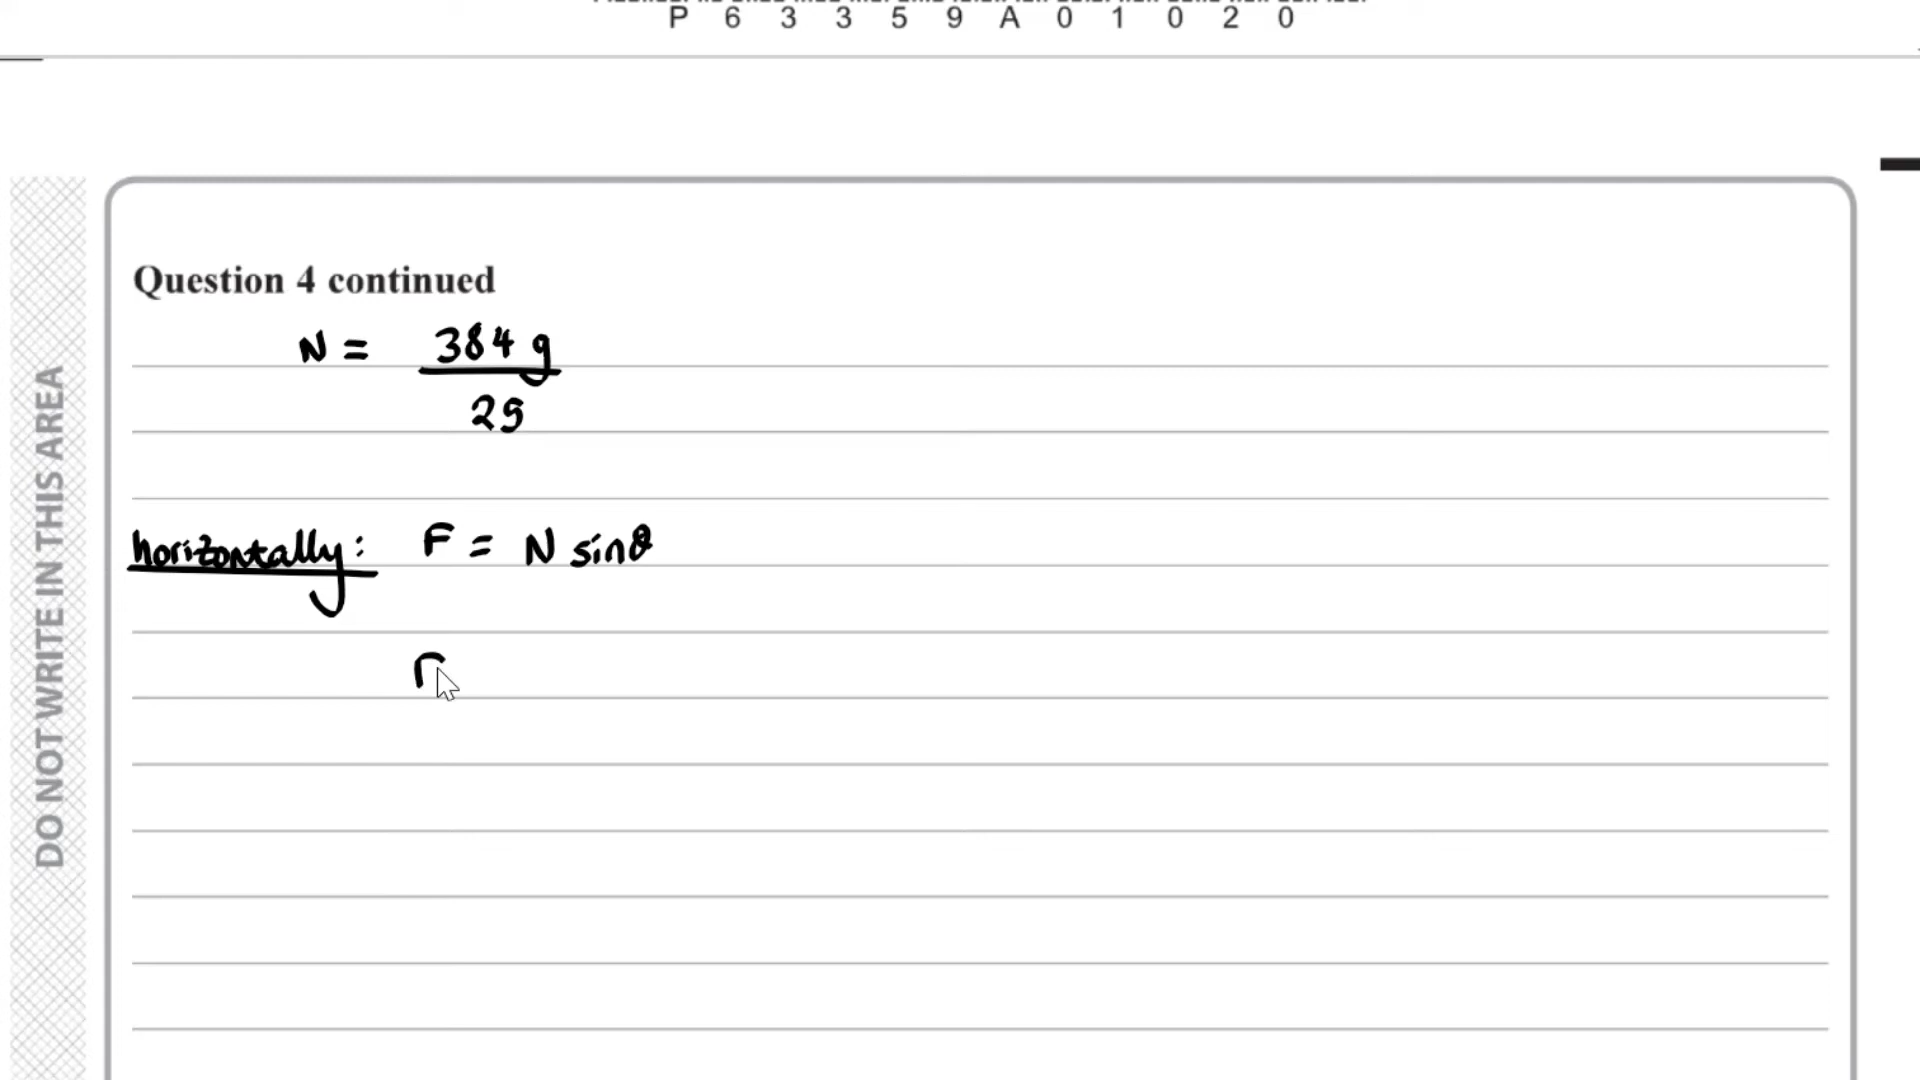 P 6 3 3 5 9 A 0 1 0 2 0
DO NOT WRITE IN THIS AREA
Question 4 continued
N = 384 g
25
horizontally: F = N sinθ